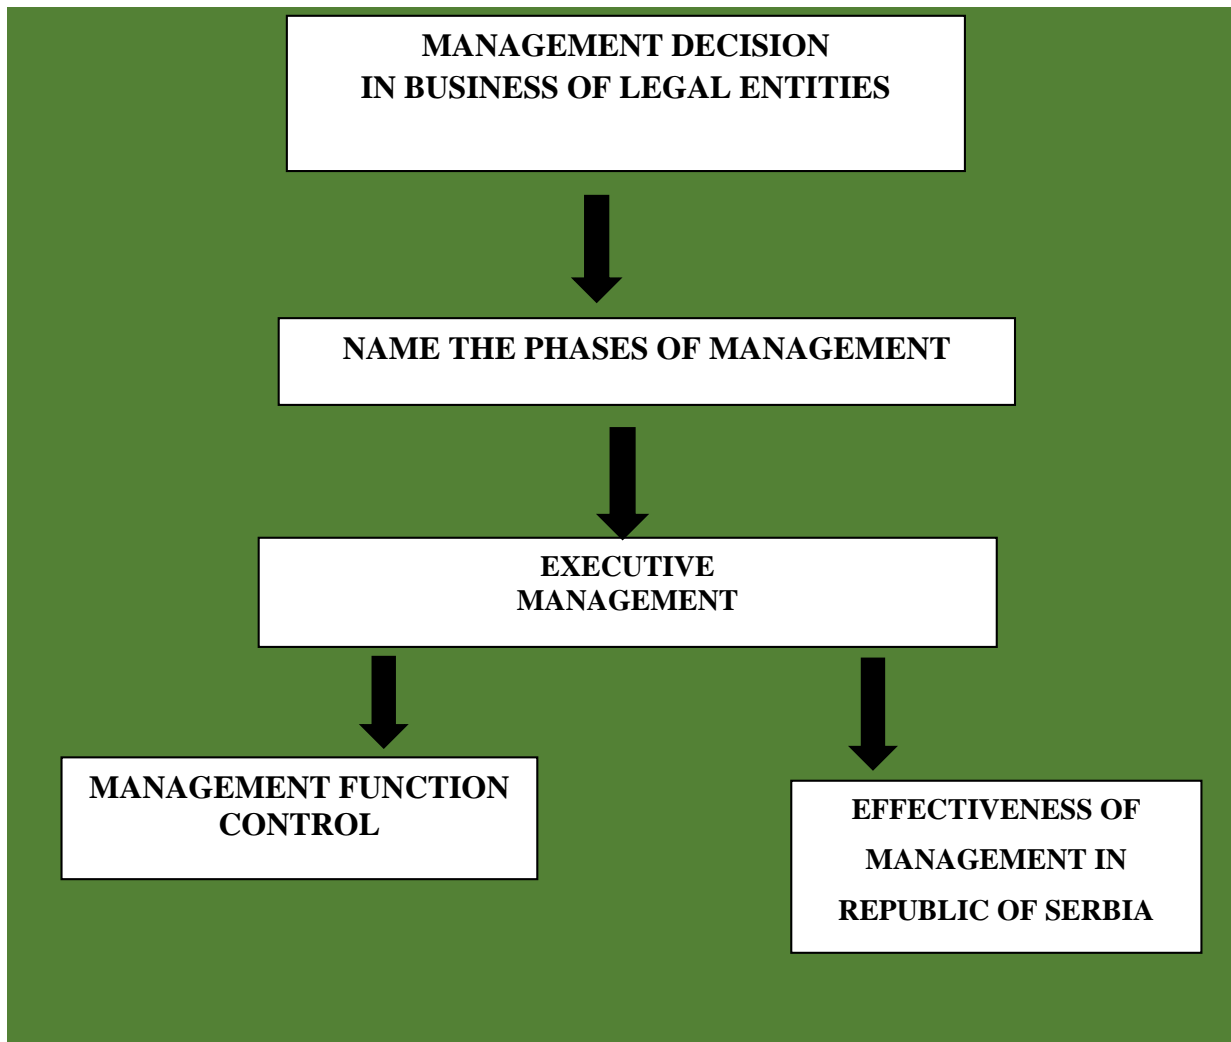 MANAGEMENT DECISION
IN BUSINESS OF LEGAL ENTITIES
NAME THE PHASES OF MANAGEMENT
EXECUTIVE
MANAGEMENT
MANAGEMENT FUNCTION
CONTROL
EFFECTIVENESS OF
MANAGEMENT IN
REPUBLIC OF SERBIA